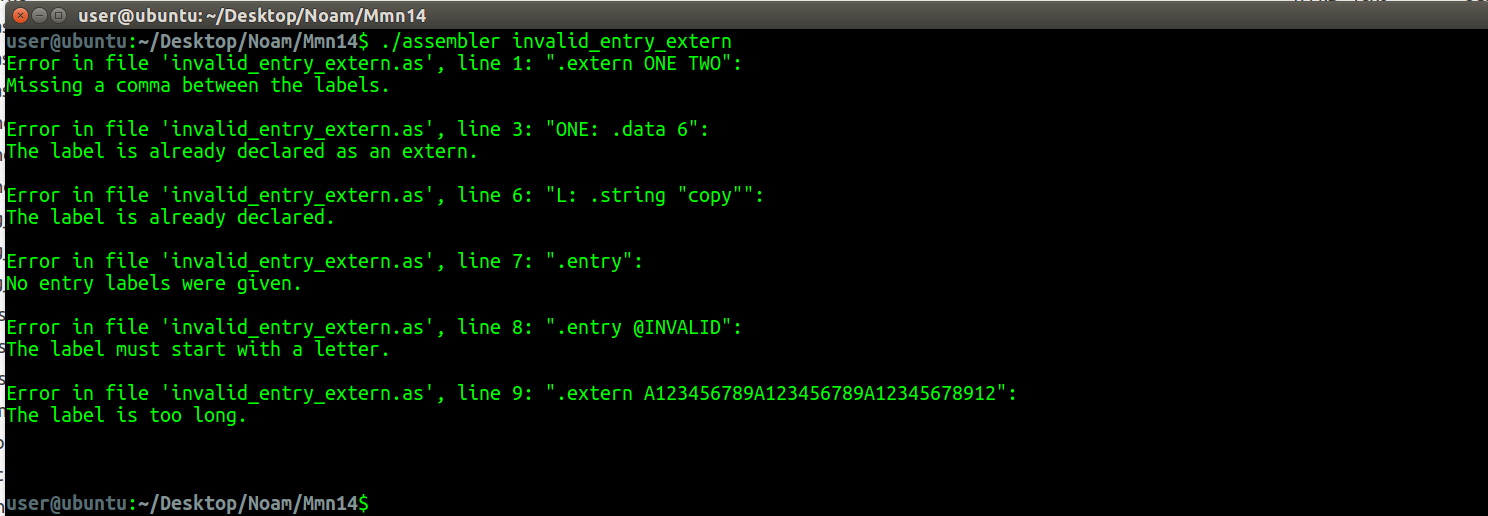 user@ubuntu: ~/Desktop/Noam/Mmn14
user@ubuntu:~/Desktop/Noam/Mmn14$ ./assembler invalid_entry_extern
Error in file 'invalid_entry_extern.as', line 1: ".extern ONE TWO":
Missing a comma between the labels.
Error in file 'invalid_entry_extern.as', line 3: "ONE: .data 6":
The label is already declared as an extern.
Error in file 'invalid_entry_extern.as', line 6: "L: .string "copy"":
The label is already declared.
Error in file 'invalid_entry_extern.as', line 7: ".entry":
No entry labels were given.
Error in file 'invalid_entry_extern.as', line 8: ".entry @INVALID":
The label must start with a letter.
Error in file 'invalid_entry_extern.as', line 9: ".extern A123456789A123456789A12345678912":
The label is too long.
user@ubuntu:~/Desktop/Noam/Mmn14$